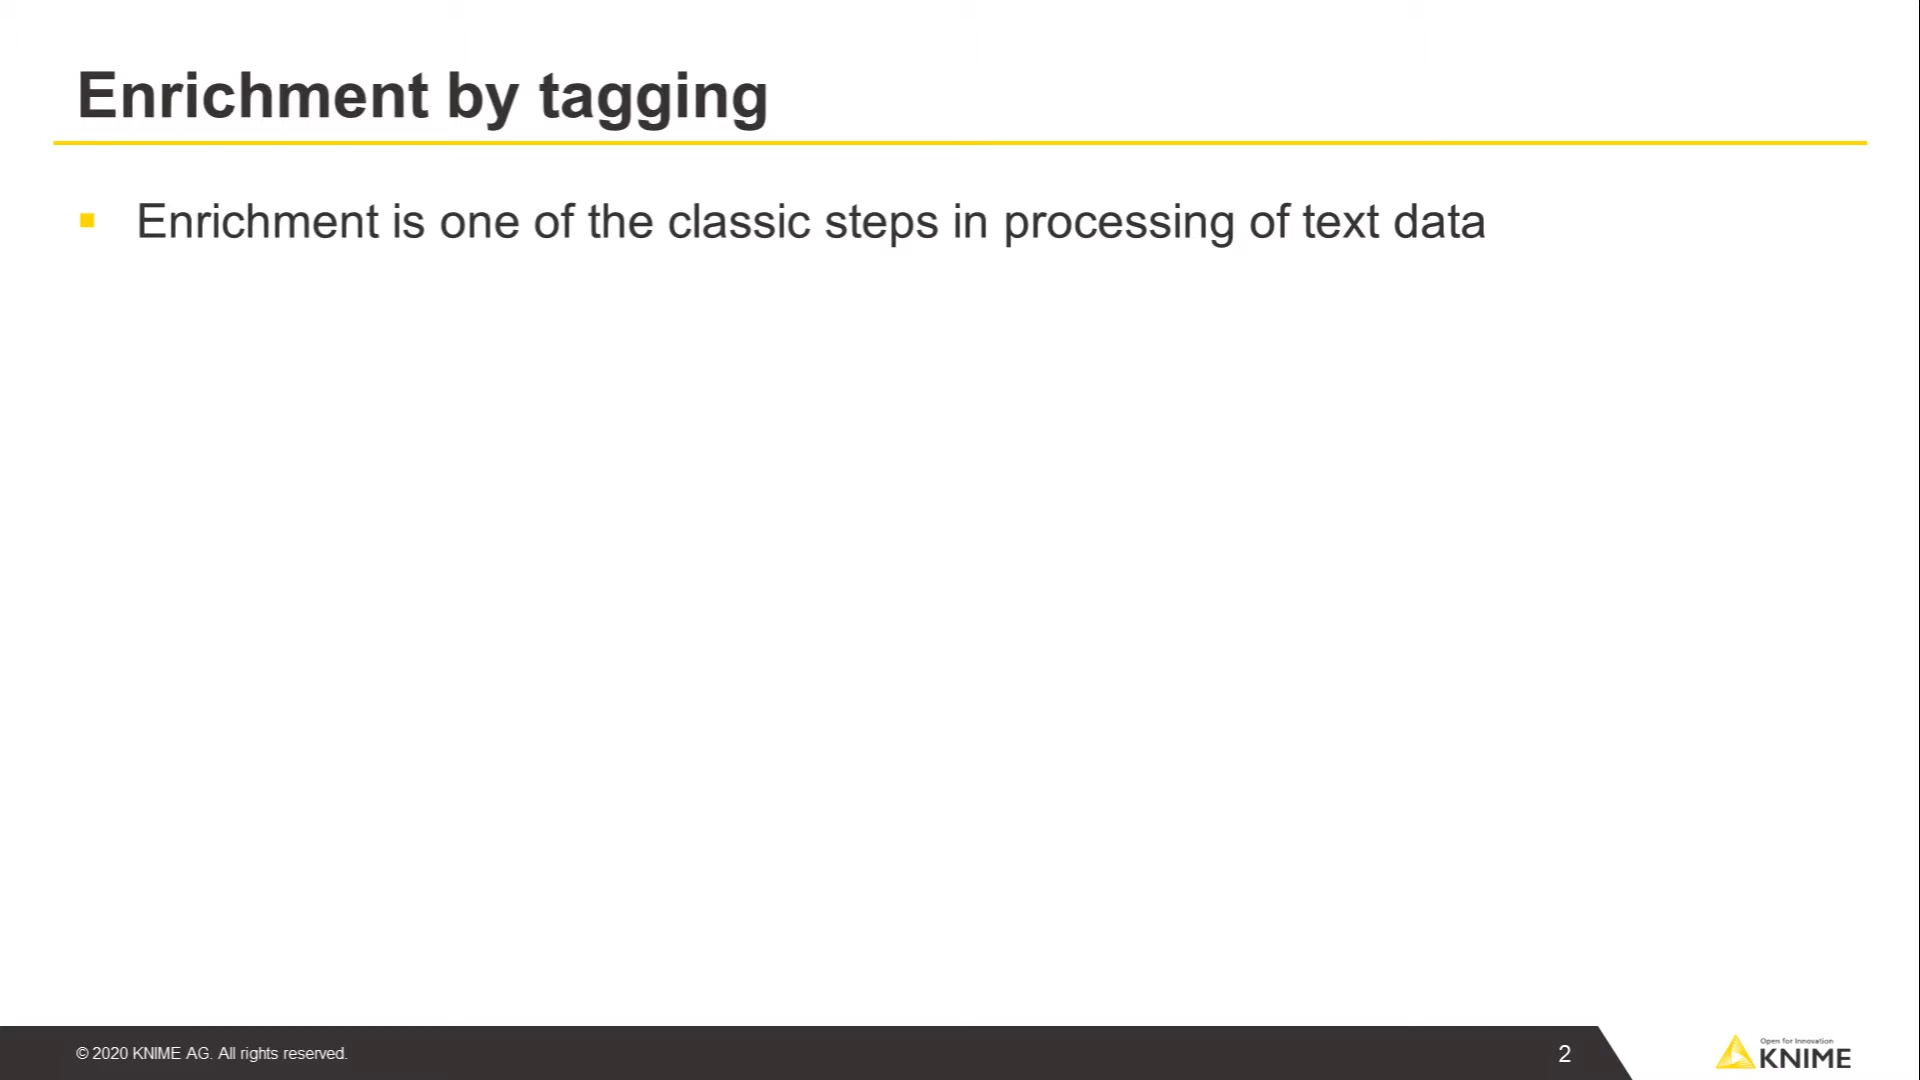 Enrichment by tagging
Enrichment is one of the classic steps in processing of text data
© 2020 KNIME AG. All rights reserved.
2
Open for Innovation
KNIME